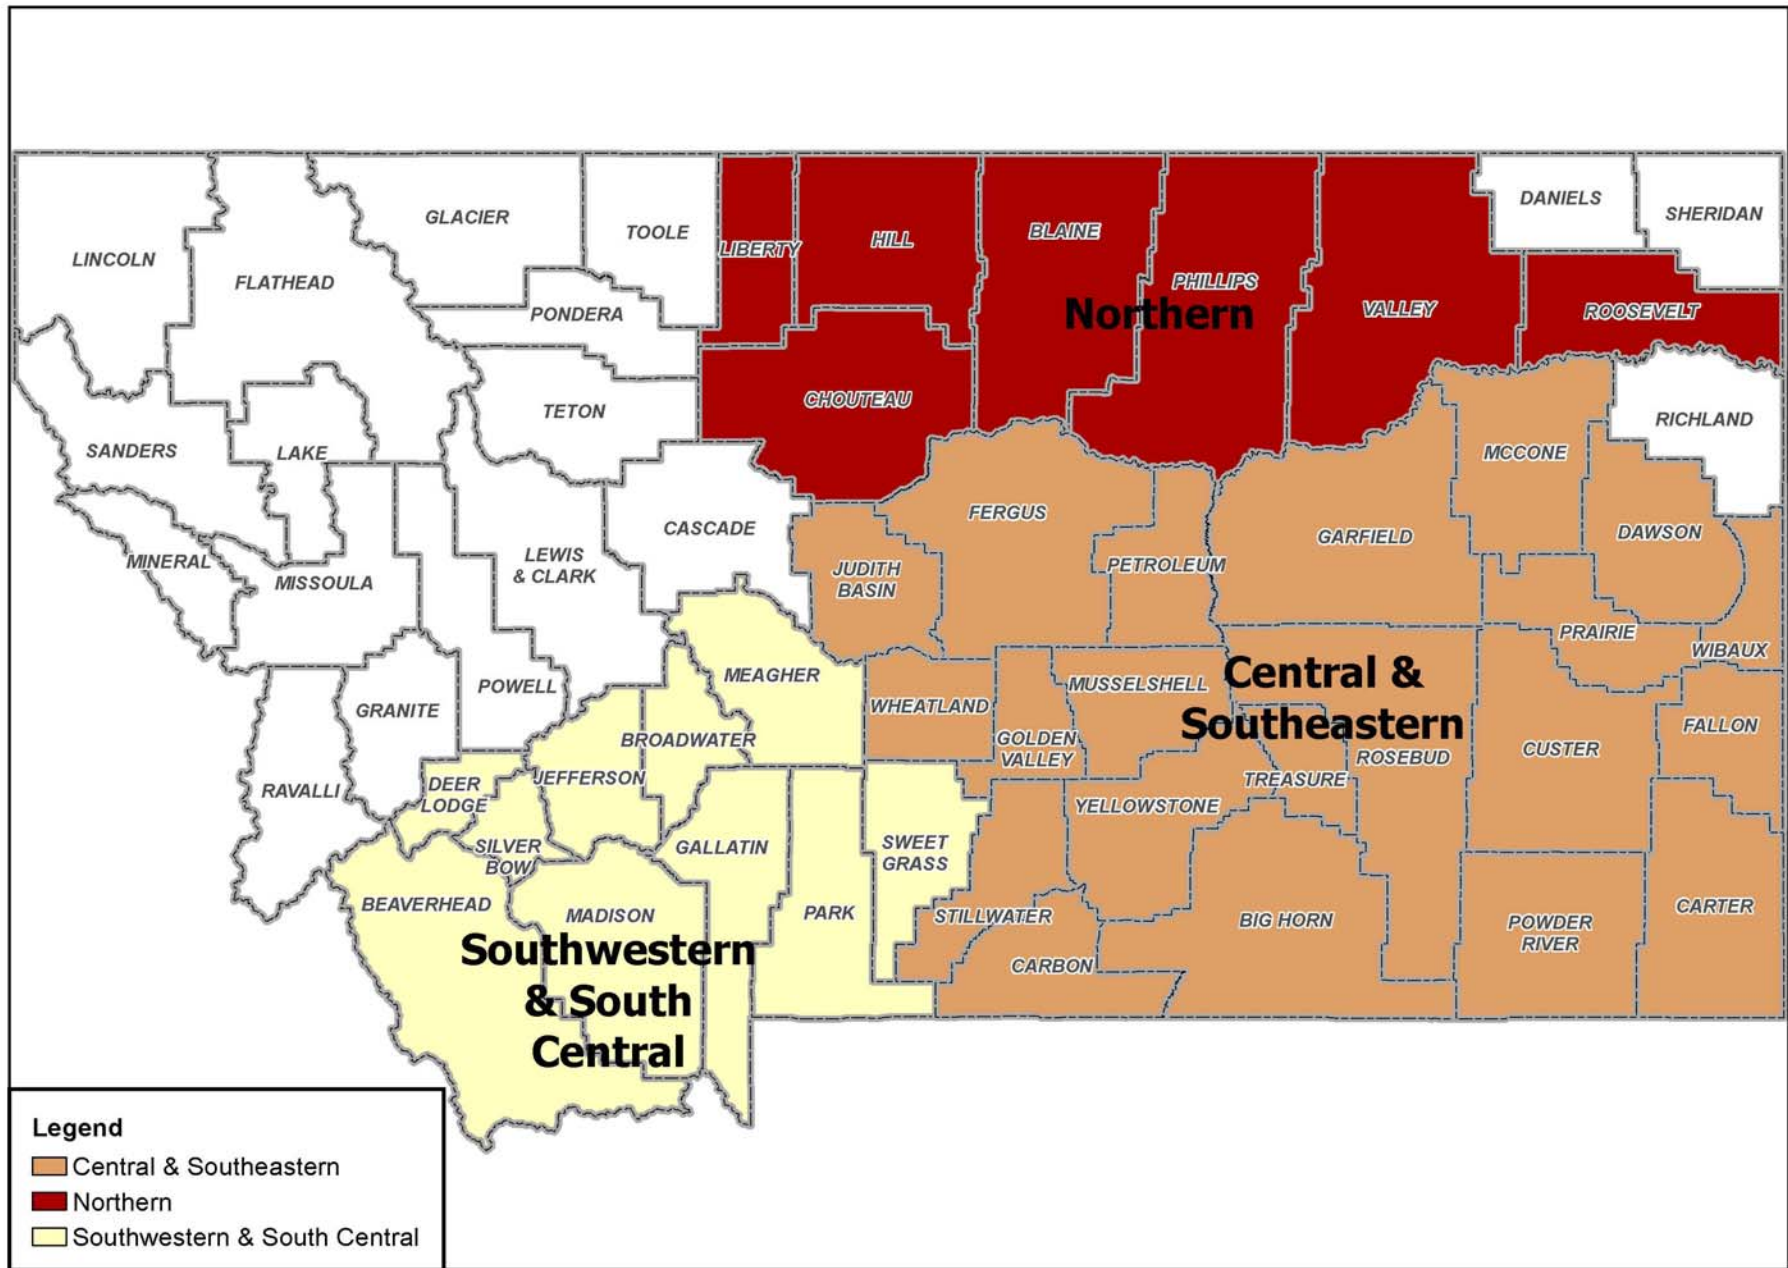 DANIELS
SHERIDAN
GLACIER
TOOLE
LIBERTY
HILL
BLAINE
LINCOLN
FLATHEAD
PONDERA
PHILLIPS
Northern
VALLEY
ROOSEVELT
TETON
CHOUTEAU
RICHLAND
SANDERS
LAKE
MCCONE
CASCADE
FERGUS
GARFIELD
DAWSON
MINERAL
MISSOULA
LEWIS
& CLARK
JUDITH
BASIN
PETROLEUM
PRAIRIE
WIBAUX
MEAGHER
POWELL
GRANITE
WHEATLAND
MUSSELSHELL
Central &
Southeastern
FALLON
BROADWATER
GOLDEN
VALLEY
ROSEBUD
CUSTER
RAVALLI
DEER
LODGE
JEFFERSON
TREASURE
YELLOWSTONE
SILVER
BOW
GALLATIN
SWEET
GRASS
BEAVERHEAD
MADISON
PARK
STILLWATER
BIG HORN
POWDER
RIVER
CARTER
CARBON
Southwestern
& South
Central
Legend
Central & Southeastern
Northern
Southwestern & South Central